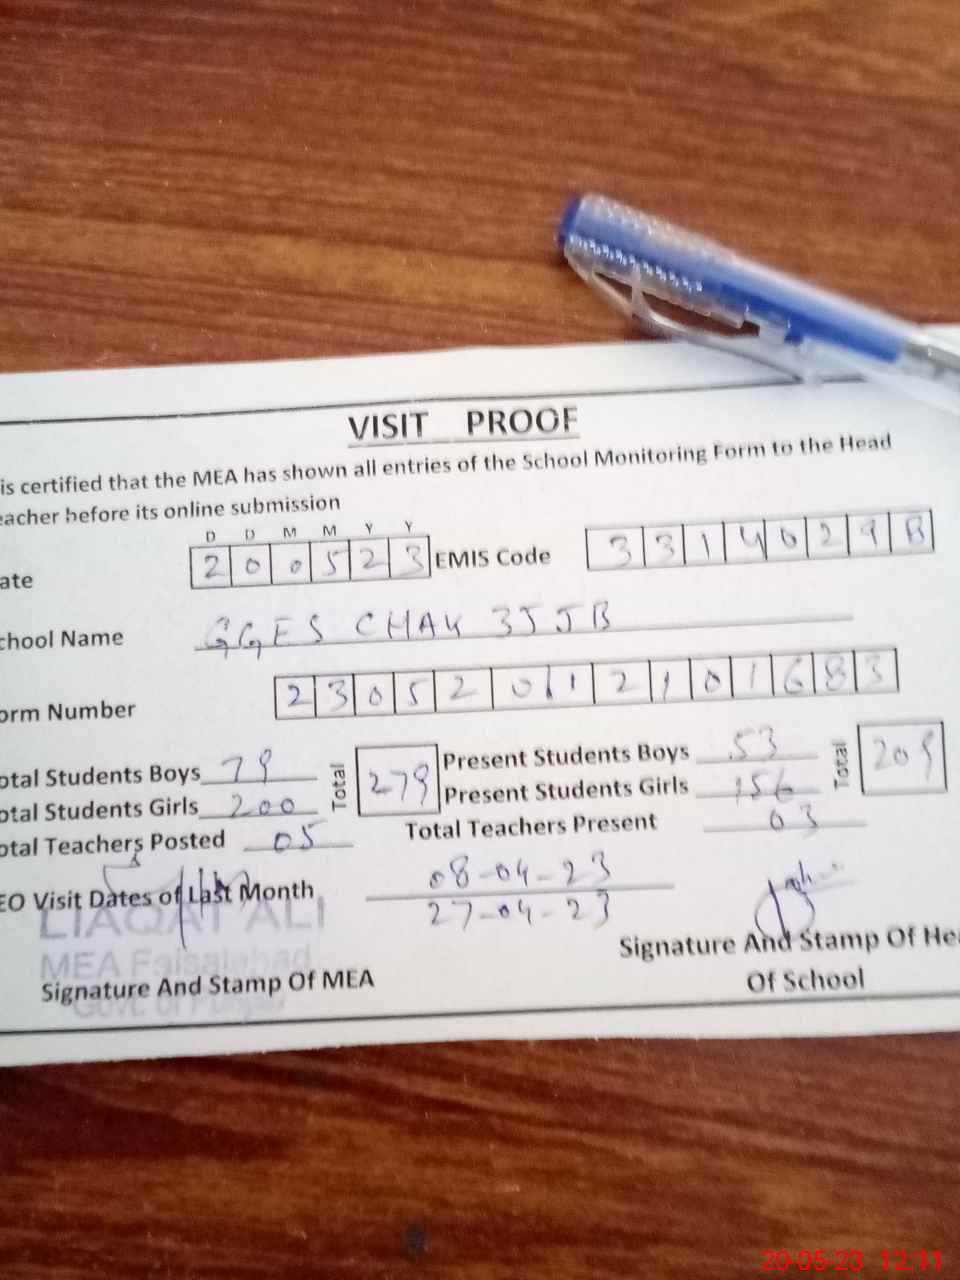 VISIT PROOF
is certified that the MEA has shown all entries of the School Monitoring Form to the Head
eacher before its online submission
D D M M Y Y
ate 2 0 0 5 2 3 EMIS Code 3 3 1 4 0 2 9 B
chool Name GGES CHAK 35 JB
orm Number 2 3 0 5 2 0 1 1 2 1 0 1 6 8 3
otal Students Boys 79 Total 279 Present Students Boys 53 Total 209
otal Students Girls 200 Present Students Girls 156
otal Teachers Posted 05 Total Teachers Present 03
EO Visit Dates of Last Month 08-04-23
27-04-23
LIAQAT ALI
MEA Faisalabad
Govt. of Punjab
Signature And Stamp Of MEA
Signature And Stamp Of Hea
Of School
20-05-23 12:11